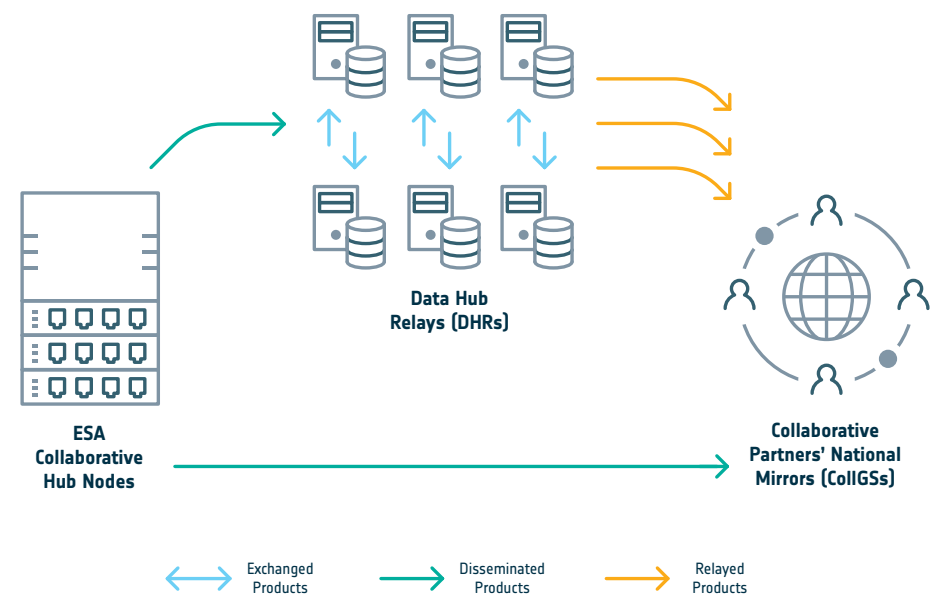 Data Hub
Relays (DHRs)
ESA
Collaborative
Hub Nodes
Collaborative
Partners' National
Mirrors (CollGSs)
Exchanged
Products
Disseminated
Products
Relayed
Products